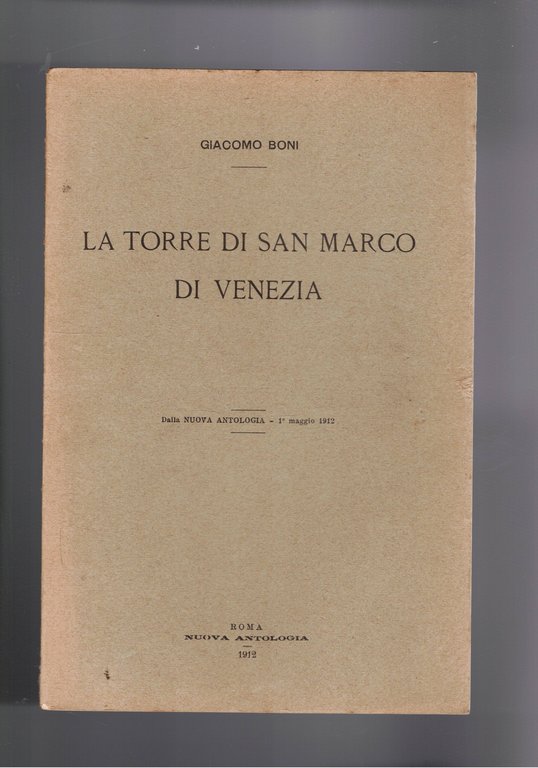 GIACOMO BONI
LA TORRE DI SAN MARCO
DI VENEZIA
Dalla NUOVA ANTOLOGIA - 1° maggio 1912
ROMA
NUOVA ANTOLOGIA
1912